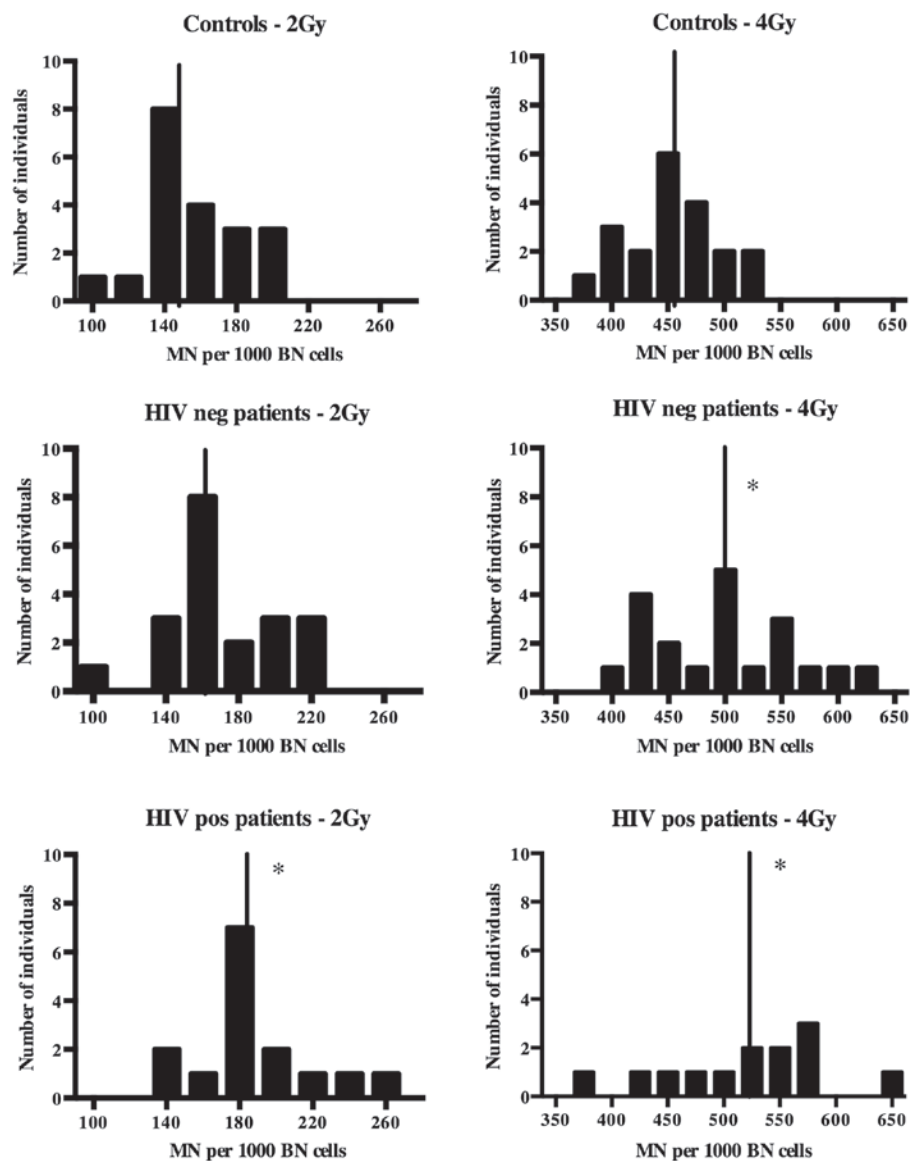 Controls - 2Gy
Number of individuals
10
8
6
4
2
0
100 140 180 220 260
MN per 1000 BN cells
Controls - 4Gy
Number of individuals
10
8
6
4
2
0
350 400 450 500 550 600 650
MN per 1000 BN cells
HIV neg patients - 2Gy
Number of individuals
10
8
6
4
2
0
100 140 180 220 260
MN per 1000 BN cells
HIV neg patients - 4Gy
*
Number of individuals
10
8
6
4
2
0
350 400 450 500 550 600 650
MN per 1000 BN cells
HIV pos patients - 2Gy
*
Number of individuals
10
8
6
4
2
0
100 140 180 220 260
MN per 1000 BN cells
HIV pos patients - 4Gy
*
Number of individuals
10
8
6
4
2
0
350 400 450 500 550 600 650
MN per 1000 BN cells